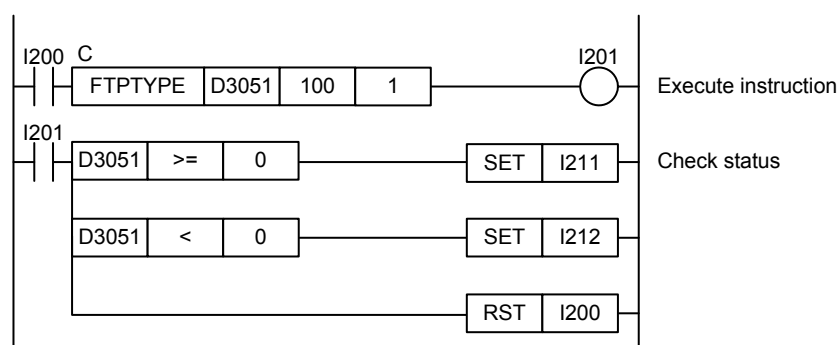 I200 C I201
FTPTYPE D3051 100 1 Execute instruction
I201
D3051 >= 0 SET I211 Check status
D3051 < 0 SET I212
RST I200